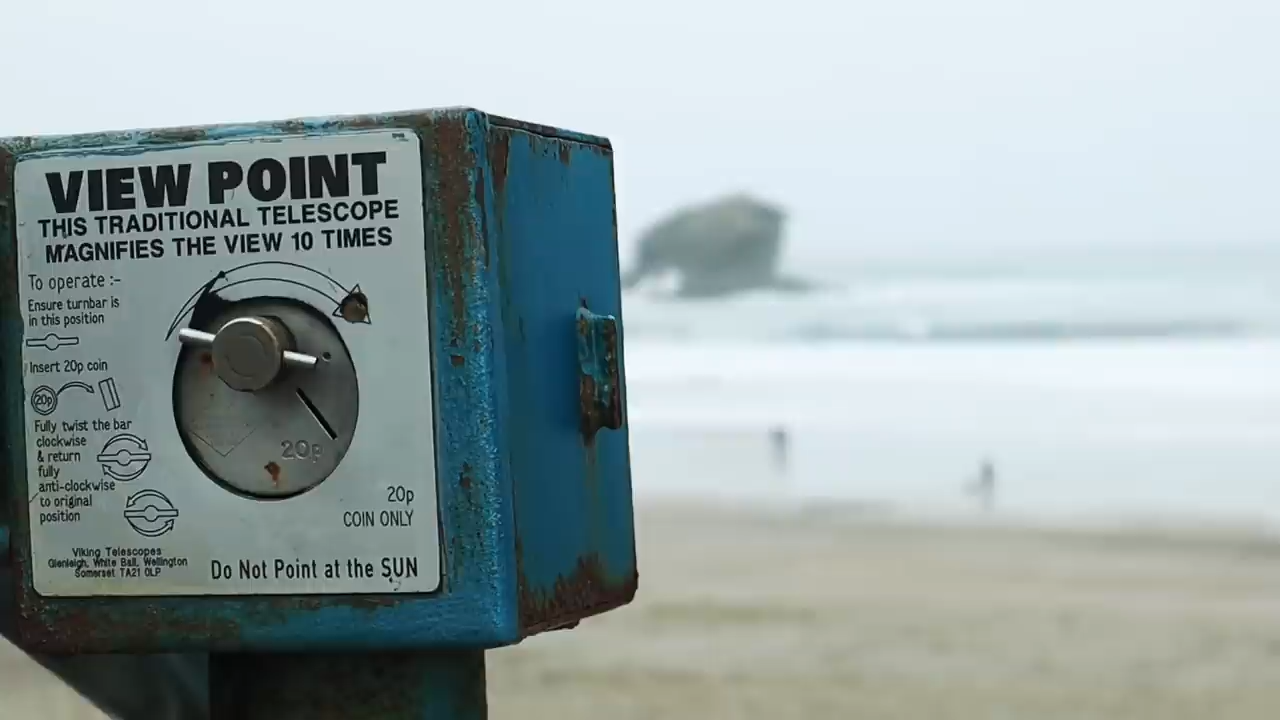 VIEW POINT
THIS TRADITIONAL TELESCOPE
MAGNIFIES THE VIEW 10 TIMES
To operate :-
Ensure turnbar is
in this position
Insert 20p coin
20p
Fully twist the bar
clockwise
& return
fully
anti-clockwise
to original
position
20p
20p
COIN ONLY
Viking Telescopes
Glenleigh, White Ball, Wellington
Somerset TA21 0LP
Do Not Point at the SUN